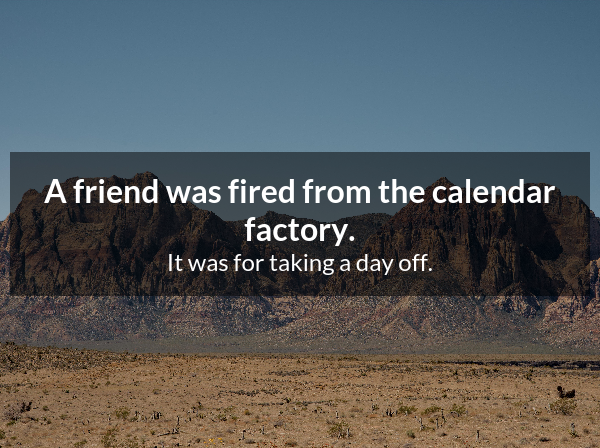 A friend was fired from the calendar
factory.
It was for taking a day off.